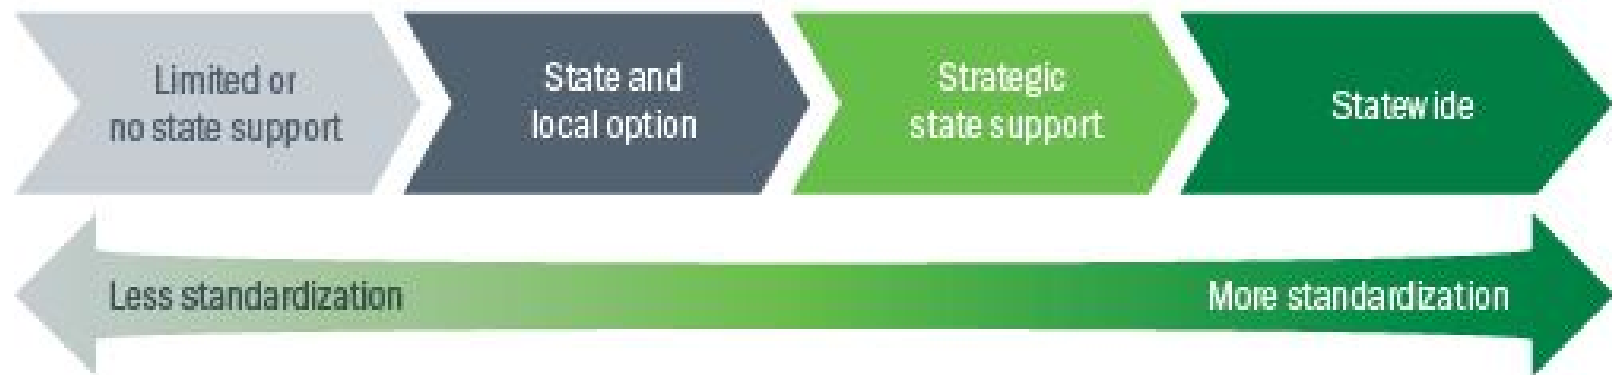 Limited or
no state support
State and
local option
Strategic
state support
Statewide
Less standardization
More standardization